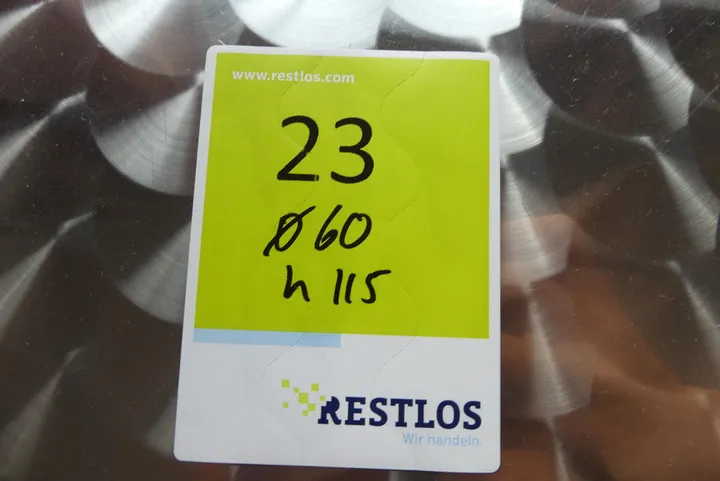 www.restlos.com
23
Ø 60
h 115
RESTLOS
Wir handeln.